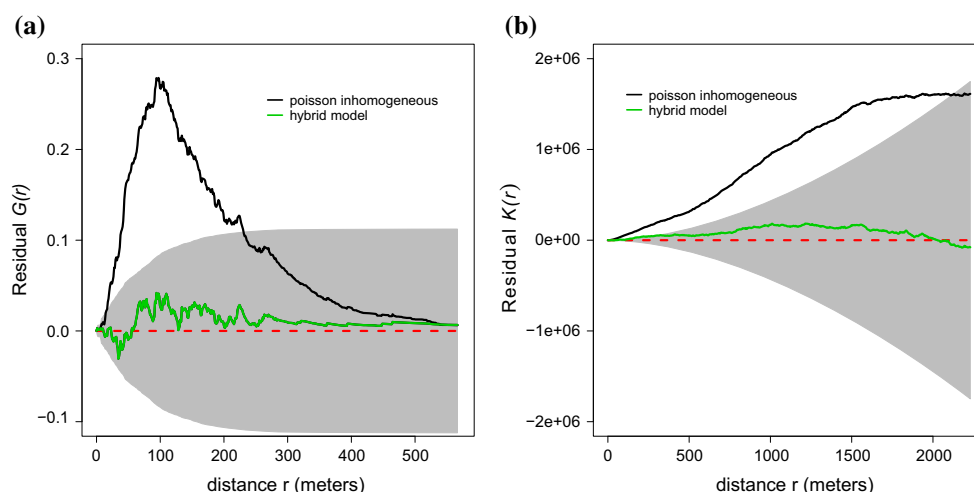 (a)
Residual G(r)
0.3
0.2
0.1
0.0
−0.1
poisson inhomogeneous
hybrid model
0 100 200 300 400 500
distance r (meters)
(b)
Residual K(r)
2e+06
1e+06
0e+00
−1e+06
−2e+06
poisson inhomogeneous
hybrid model
0 500 1000 1500 2000
distance r (meters)